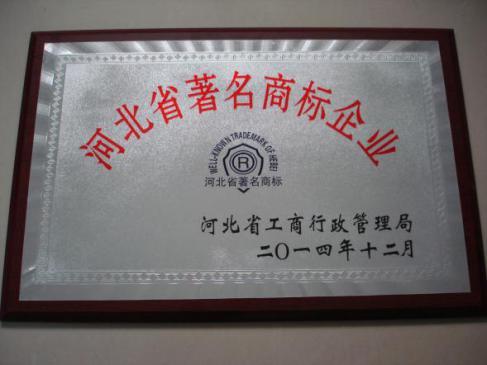 河北省著名商标企业
WELL-KNOWN TRADEMARK OF
R
河北省著名商标
河北省工商行政管理局
二〇一四年十二月